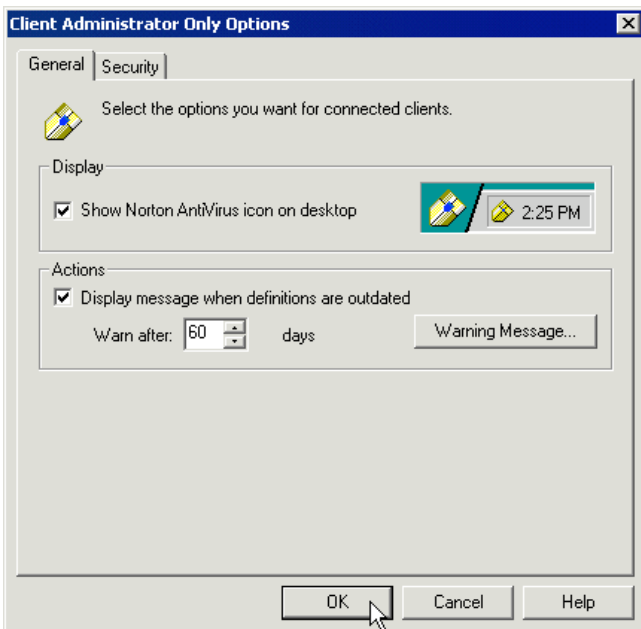 Client Administrator Only Options
General
Security
Select the options you want for connected clients.
Display
Show Norton AntiVirus icon on desktop
2:25 PM
Actions
Display message when definitions are outdated
Warn after: 60 days
Warning Message...
OK
Cancel
Help